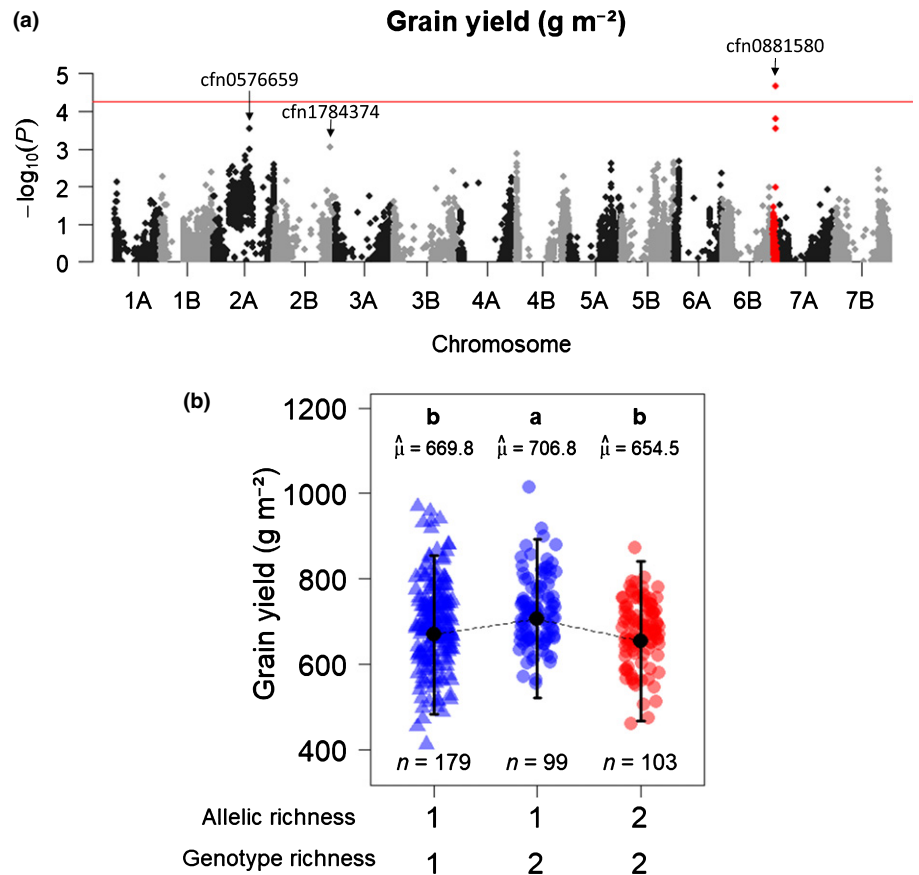 (a)
Grain yield (g m⁻²)
cfn0881580
cfn0576659
cfn1784374
−log10(P)
5
4
3
2
1
0
1A 1B 2A 2B 3A 3B 4A 4B 5A 5B 6A 6B 7A 7B
Chromosome
(b)
Grain yield (g m⁻²)
1200
1000
800
600
400
b a b
μ̂ = 669.8 μ̂ = 706.8 μ̂ = 654.5
n = 179 n = 99 n = 103
Allelic richness 1 1 2
Genotype richness 1 2 2